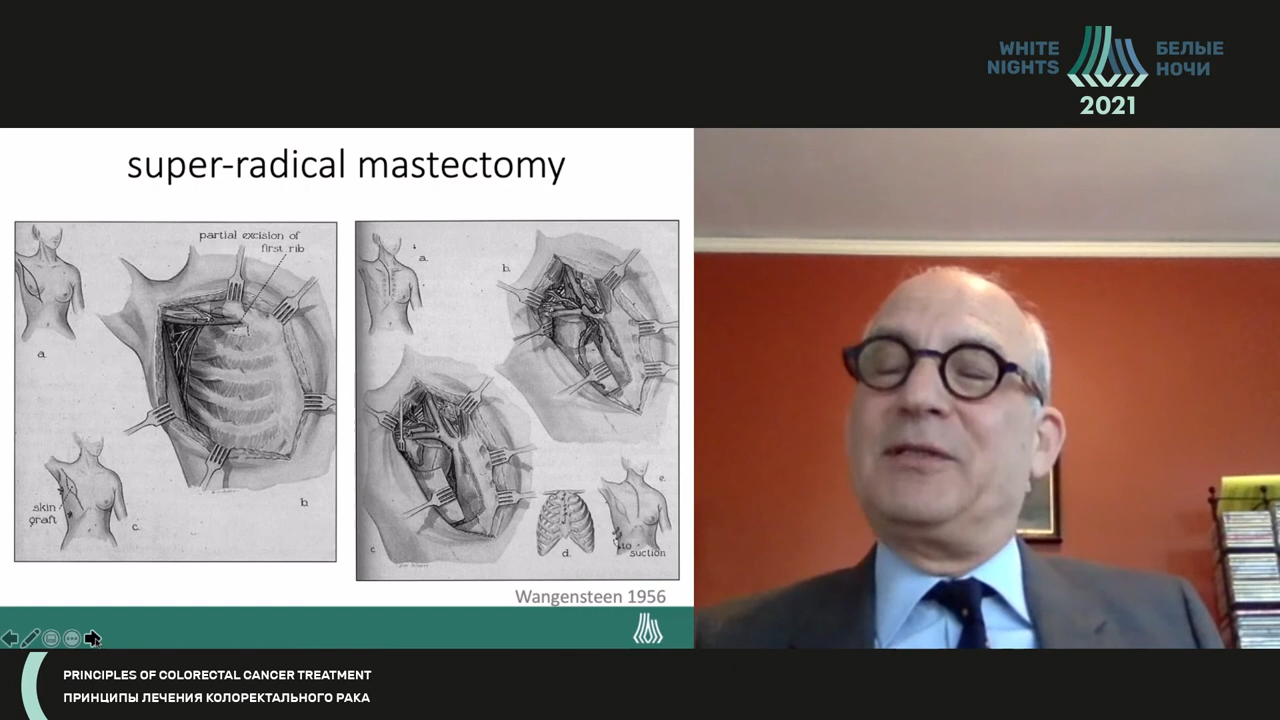 WHITE
NIGHTS
БЕЛЫЕ
НОЧИ
2021
super-radical mastectomy
partial excision of
first rib
a.
b.
skin
graft
c.
a.
b.
c
d.
e.
to
suction
Wangensteen 1956
PRINCIPLES OF COLORECTAL CANCER TREATMENT
ПРИНЦИПЫ ЛЕЧЕНИЯ КОЛОРЕКТАЛЬНОГО РАКА